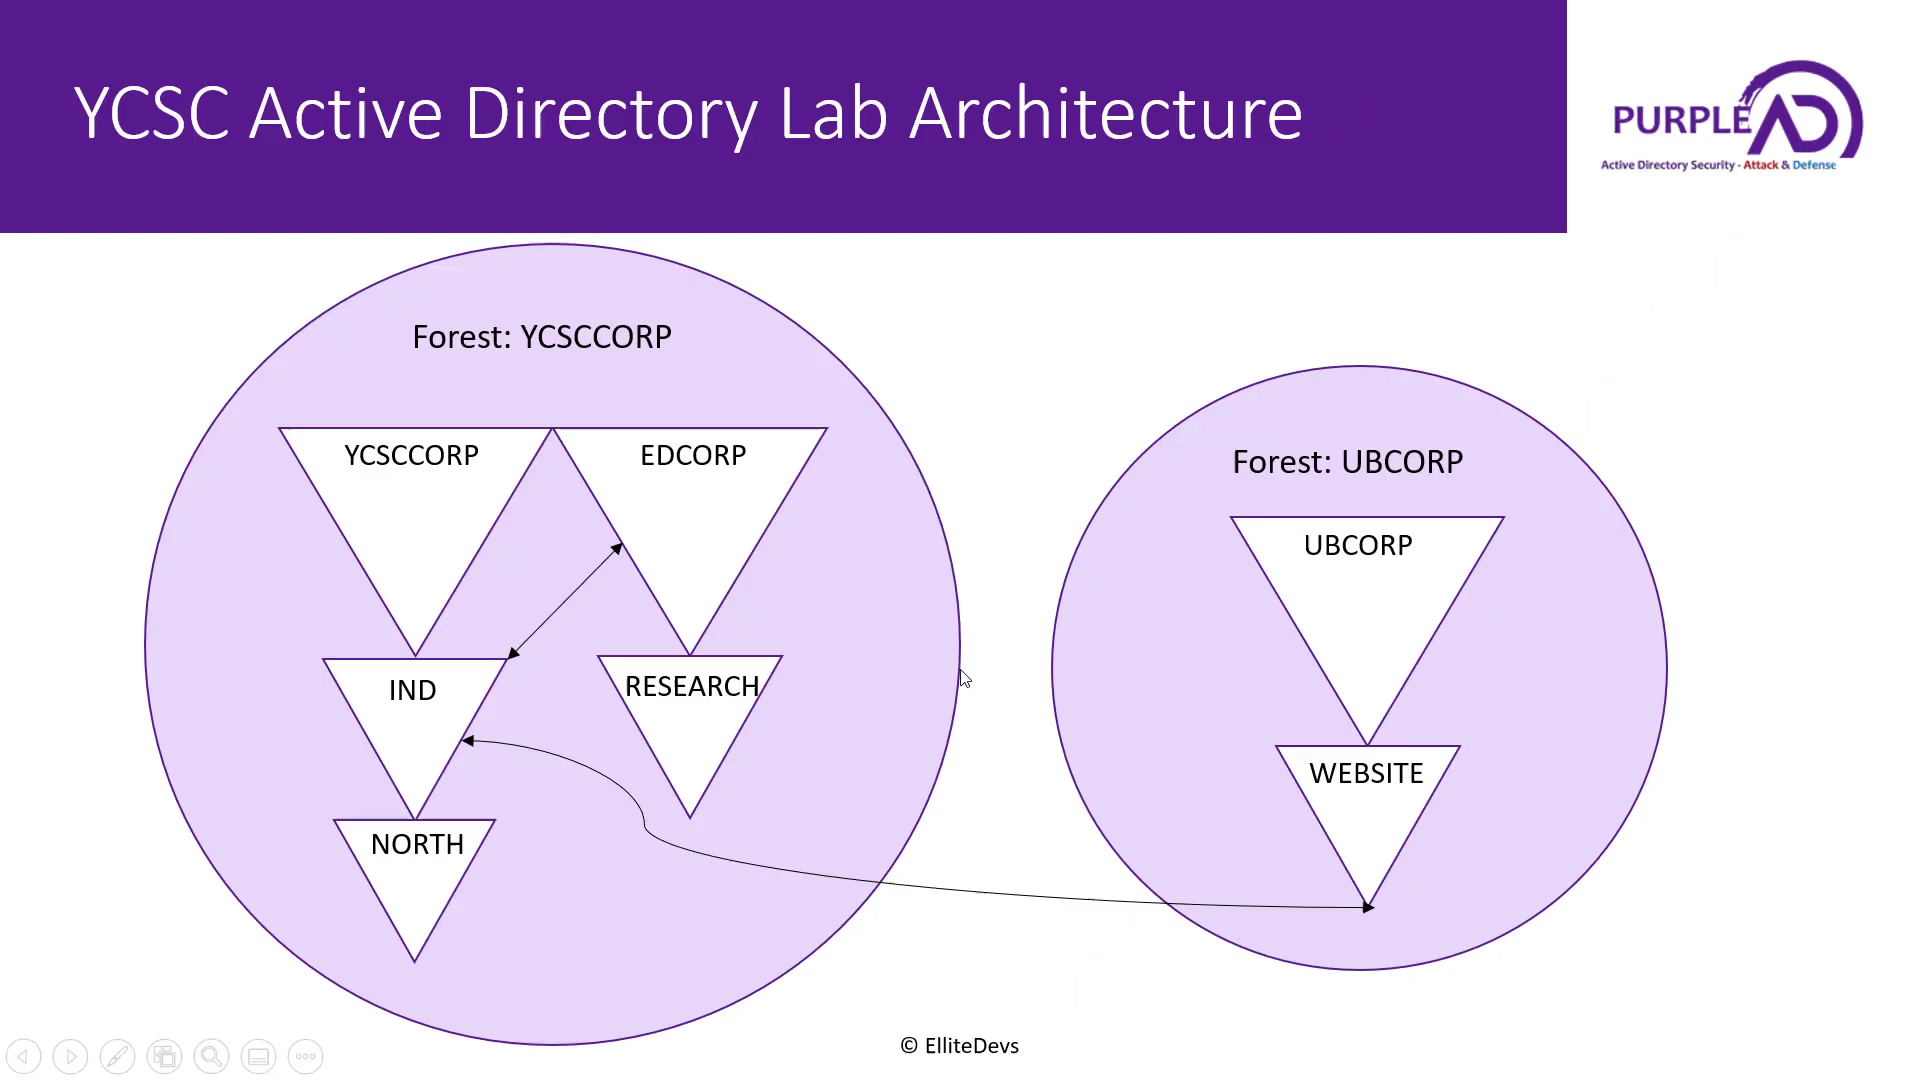 YCSC Active Directory Lab Architecture
PURPLE AD
Active Directory Security - Attack & Defense
Forest: YCSCCORP
YCSCCORP
EDCORP
IND
RESEARCH
NORTH
Forest: UBCORP
UBCORP
WEBSITE
© ElliteDevs